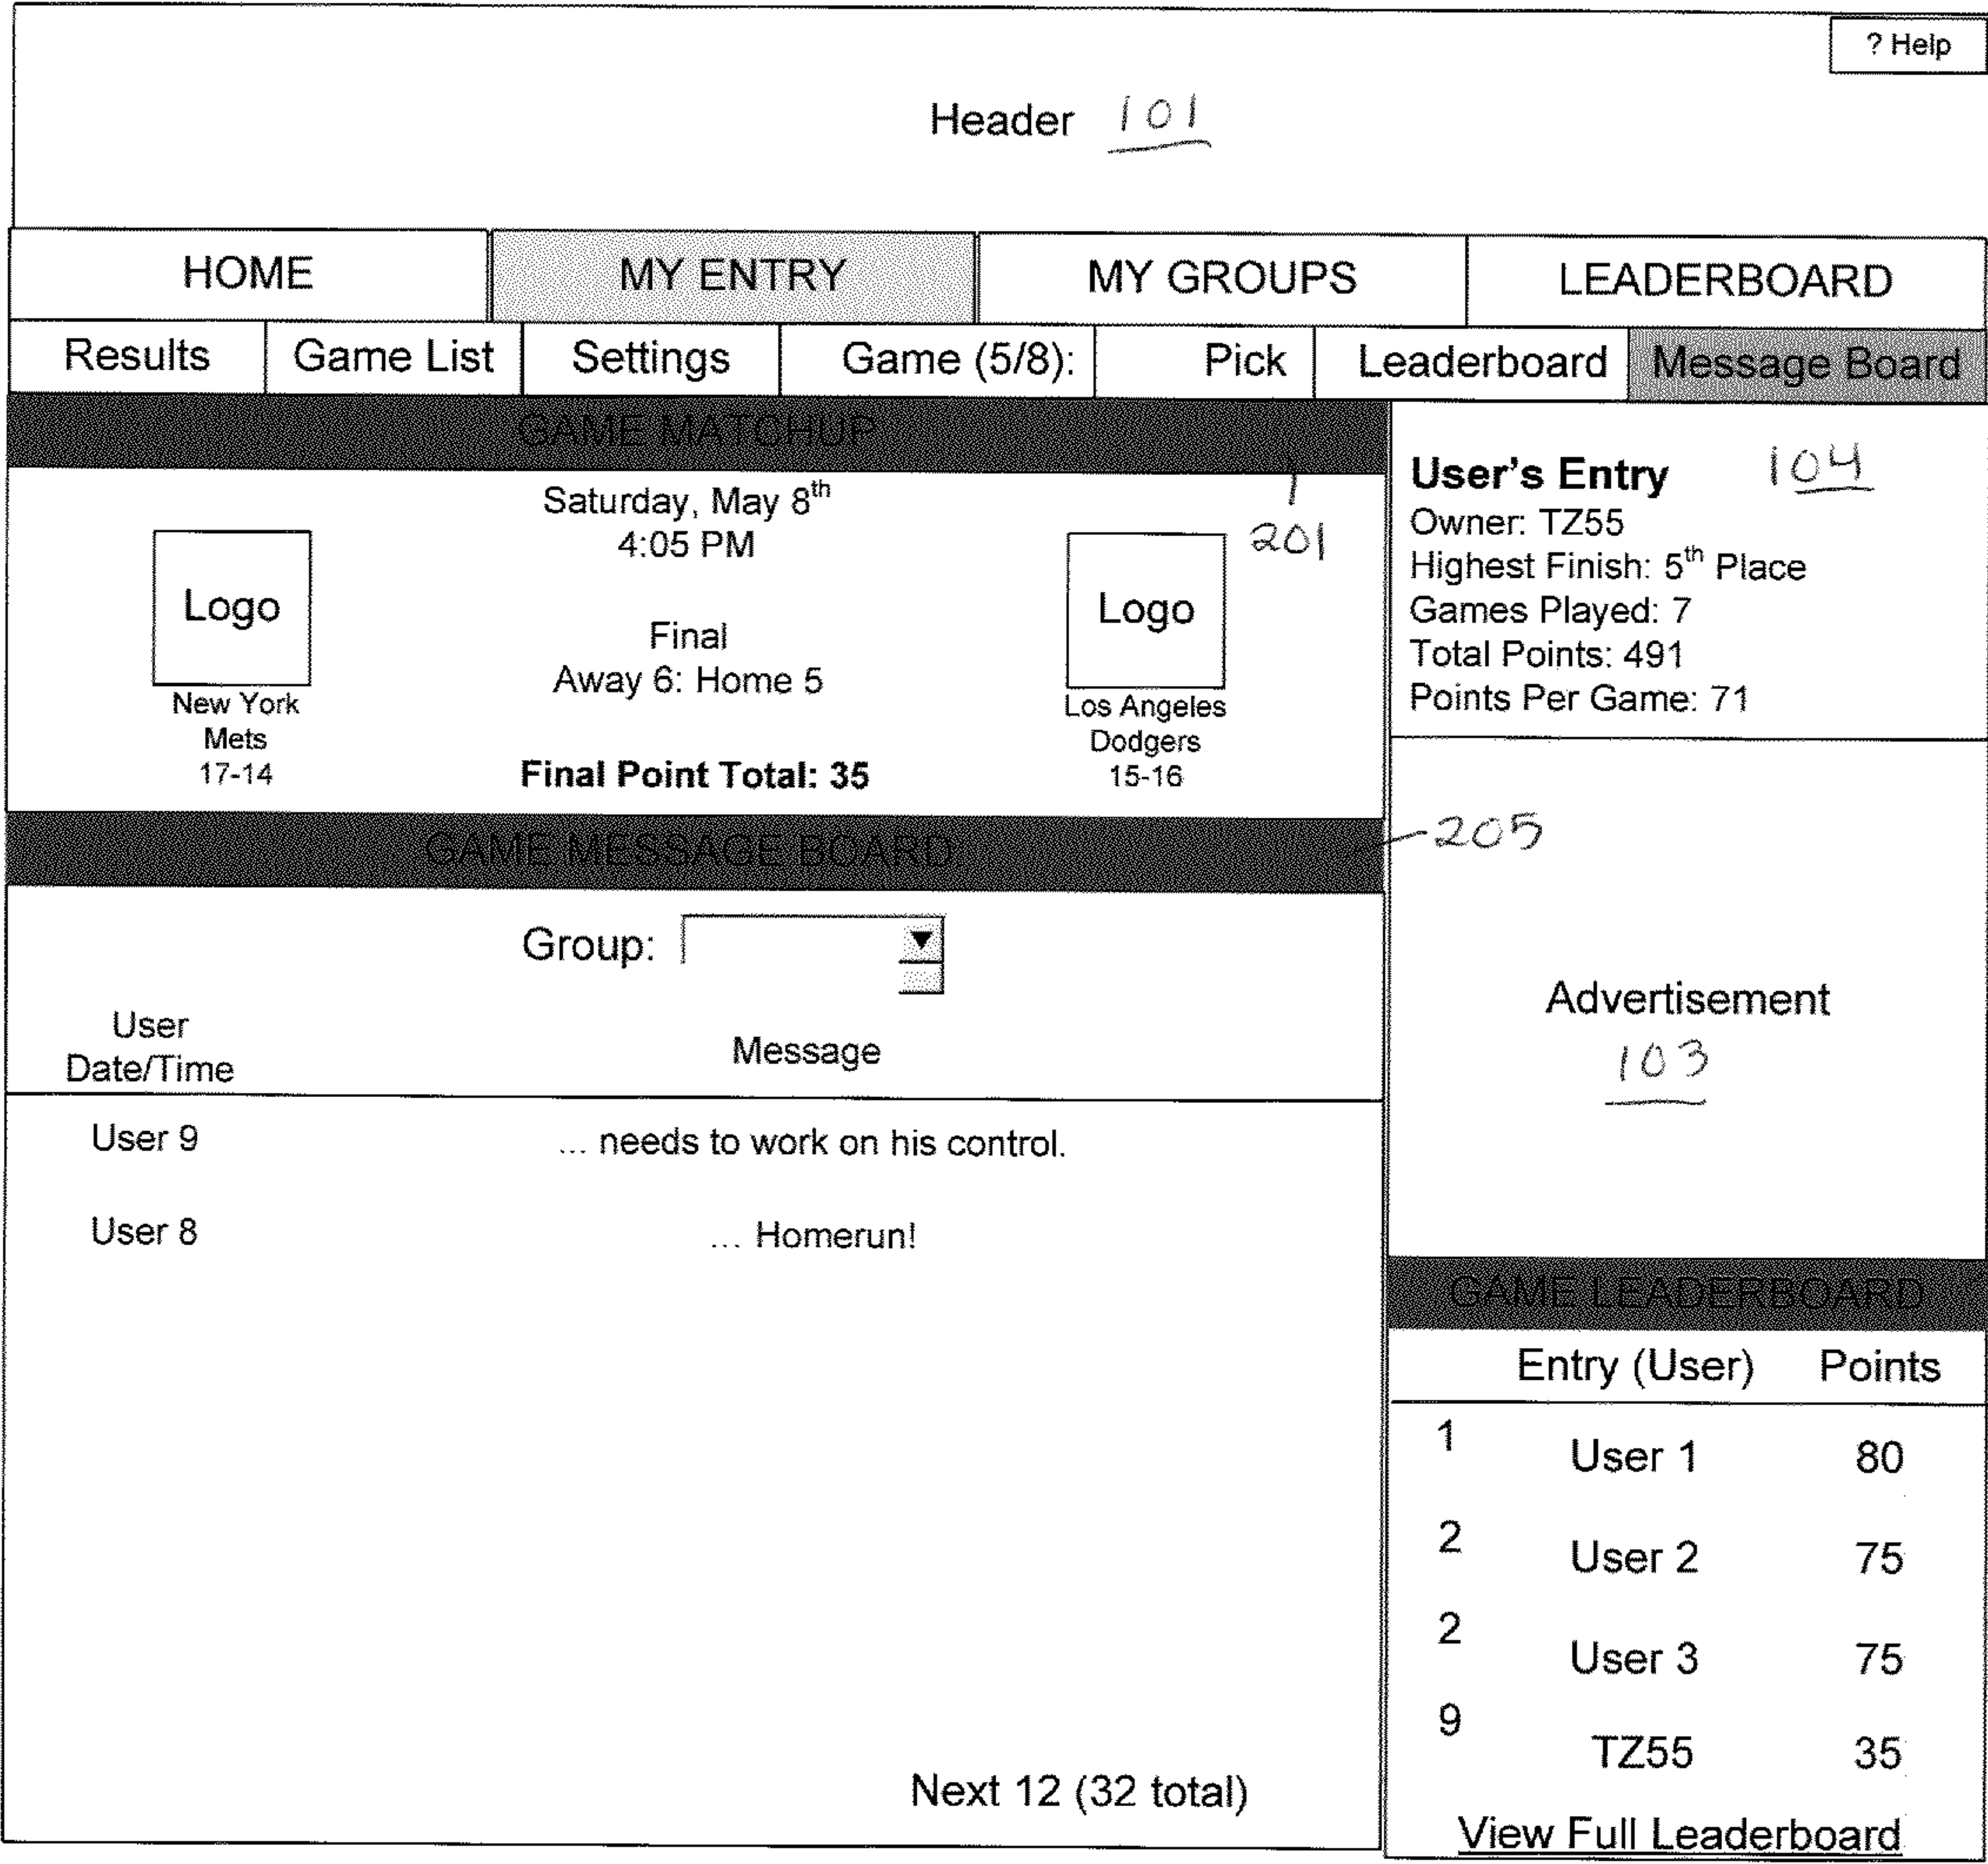 ? Help
Header 101
HOME MY ENTRY MY GROUPS LEADERBOARD
Results Game List Settings Game (5/8): Pick Leaderboard Message Board
GAME MATCHUP
201
Saturday, May 8th
4:05 PM
Logo
New York
Mets
17-14
Final
Away 6: Home 5
Final Point Total: 35
Logo
Los Angeles
Dodgers
15-16
User's Entry 104
Owner: TZ55
Highest Finish: 5th Place
Games Played: 7
Total Points: 491
Points Per Game: 71
GAME MESSAGE BOARD
205
Group:
User
Date/Time
Message
User 9 ... needs to work on his control.
User 8 ... Homerun!
Next 12 (32 total)
Advertisement
103
GAME LEADERBOARD
Entry (User) Points
1 User 1 80
2 User 2 75
2 User 3 75
9 TZ55 35
View Full Leaderboard